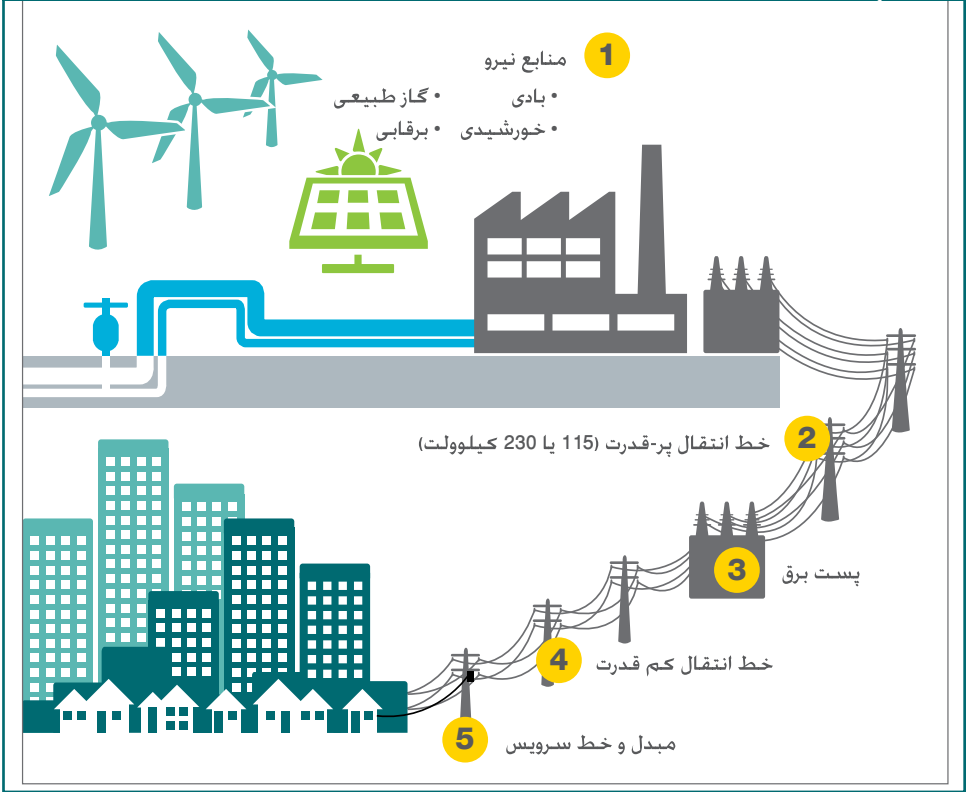 1 منابع نیرو
• بادی • گاز طبیعی
• خورشیدی • برقابی
2 خط انتقال پر-قدرت (115 یا 230 کیلوولت)
3 پست برق
4 خط انتقال کم قدرت
5 مبدل و خط سرویس